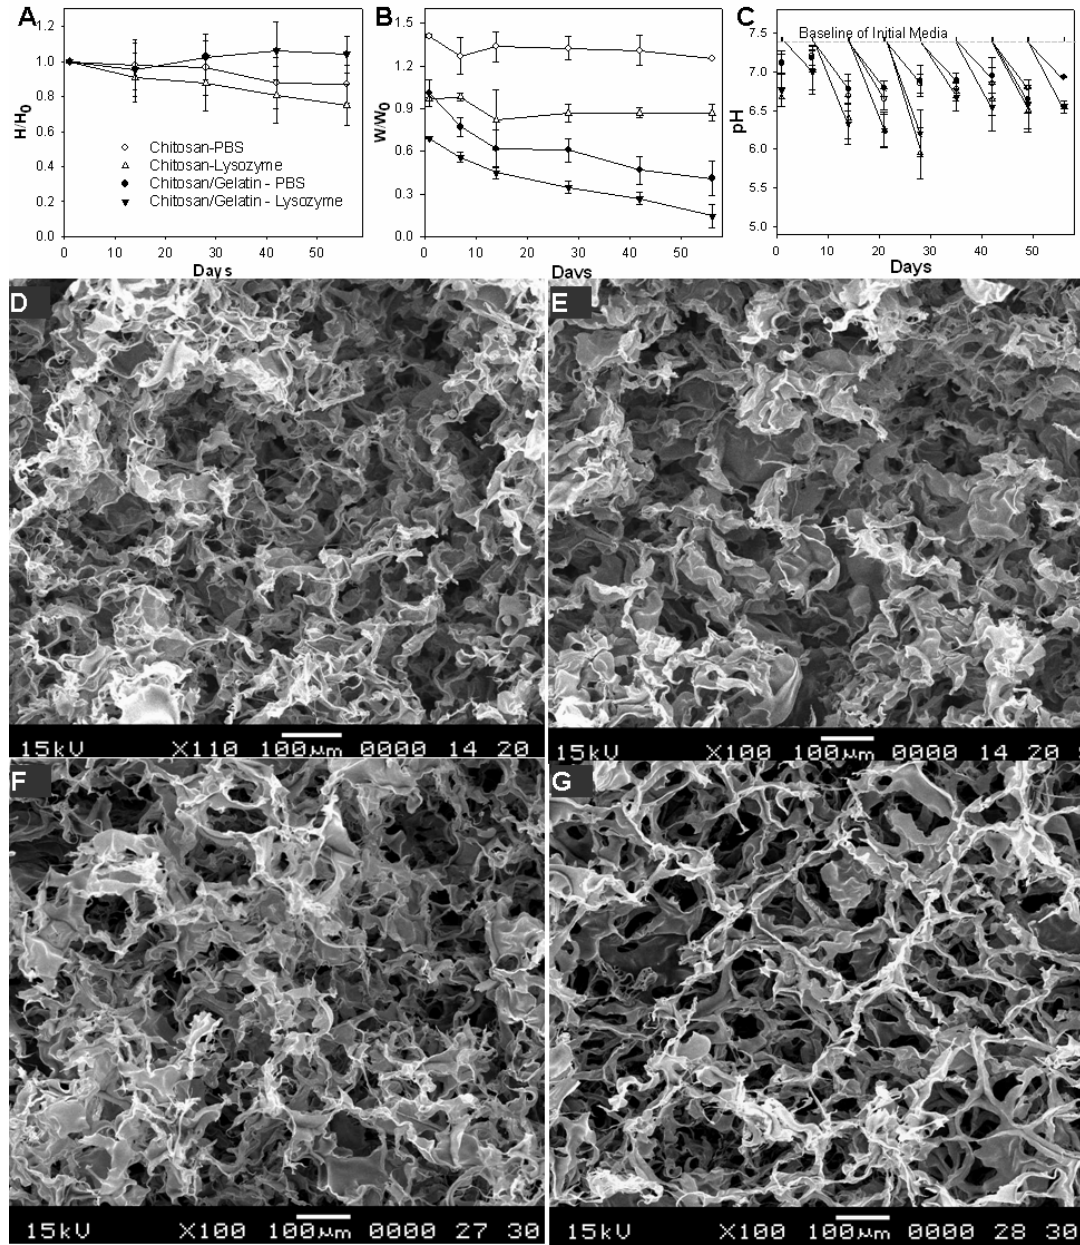 A
1.2
1.0
0.8
0.6
0.4
0.2
0.0
H/H0
Chitosan-PBS
Chitosan-Lysozyme
Chitosan/Gelatin - PBS
Chitosan/Gelatin - Lysozyme
0 10 20 30 40 50
Days
B
1.5
1.2
0.9
0.6
0.3
0.0
W/W0
0 10 20 30 40 50
Days
C
Baseline of Initial Media
7.5
7.0
6.5
6.0
5.5
5.0
pH
0 10 20 30 40 50
Days
D
15kV X110 100µm 0000 14 20
E
15kV X100 100µm 0000 14 20
F
15kV X100 100µm 0000 27 30
G
15kV X100 100µm 0000 28 30